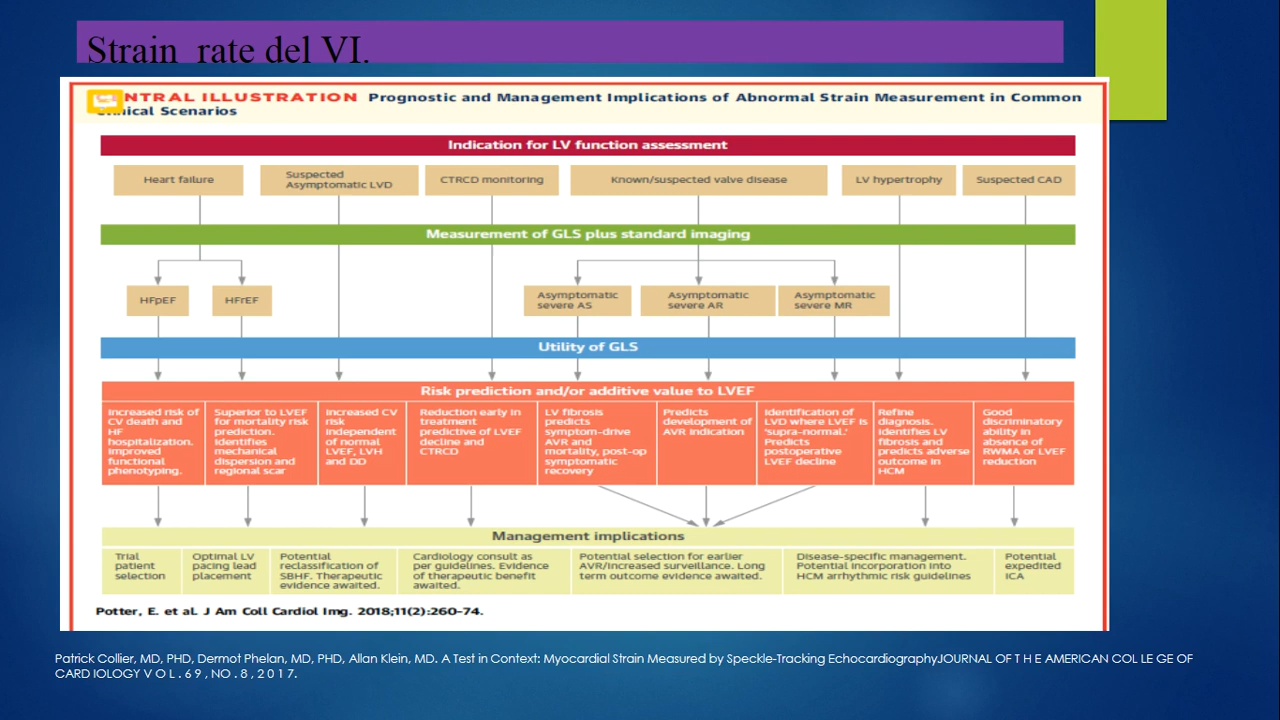 Strain  rate del VI.
NTRAL ILLUSTRATION Prognostic and Management Implications of Abnormal Strain Measurement in Common
nical Scenarios
Indication for LV function assessment
Heart failure
Suspected
Asymptomatic LVD
CTRCD monitoring
Known/suspected valve disease
LV hypertrophy
Suspected CAD
Measurement of GLS plus standard imaging
HFpEF
HFrEF
Asymptomatic
severe AS
Asymptomatic
severe AR
Asymptomatic
severe MR
Utility of GLS
Risk prediction and/or additive value to LVEF
Increased risk of
CV death and
HF
hospitalization.
Improved
functional
phenotyping.
Superior to LVEF
for mortality risk
prediction.
Identifies
mechanical
dispersion and
regional scar
Increased CV
risk
independent
of normal
LVEF, LVH
and DD
Reduction early in
treatment
predictive of LVEF
decline and
CTRCD
LV fibrosis
predicts
symptom-drive
AVR and
mortality, post-op
symptomatic
recovery
Predicts
development of
AVR indication
Identification of
LVD where LVEF is
'supra-normal.'
Predicts
postoperative
LVEF decline
Refine
diagnosis.
identifies LV
fibrosis and
predicts adverse
outcome in
HCM
Good
discriminatory
ability in
absence of
RWMA or LVEF
reduction
Management implications
Trial
patient
selection
Optimal LV
pacing lead
placement
Potential
reclassification of
SBHF. Therapeutic
evidence awaited.
Cardiology consult as
per guidelines. Evidence
of therapeutic benefit
awaited.
Potential selection for earlier
AVR/increased surveillance. Long
term outcome evidence awaited.
Disease-specific management.
Potential incorporation into
HCM arrhythmic risk guidelines
Potential
expedited
ICA
Potter, E. et al. J Am Coll Cardiol Img. 2018;11(2):260-74.
Patrick Collier, MD, PHD, Dermot Phelan, MD, PHD, Allan Klein, MD. A Test in Context: Myocardial Strain Measured by Speckle-Tracking EchocardiographyJOURNAL OF T H E AMERICAN COL LE GE OF
CARD IOLOGY V O L . 6 9 , NO . 8 , 2 0 1 7.